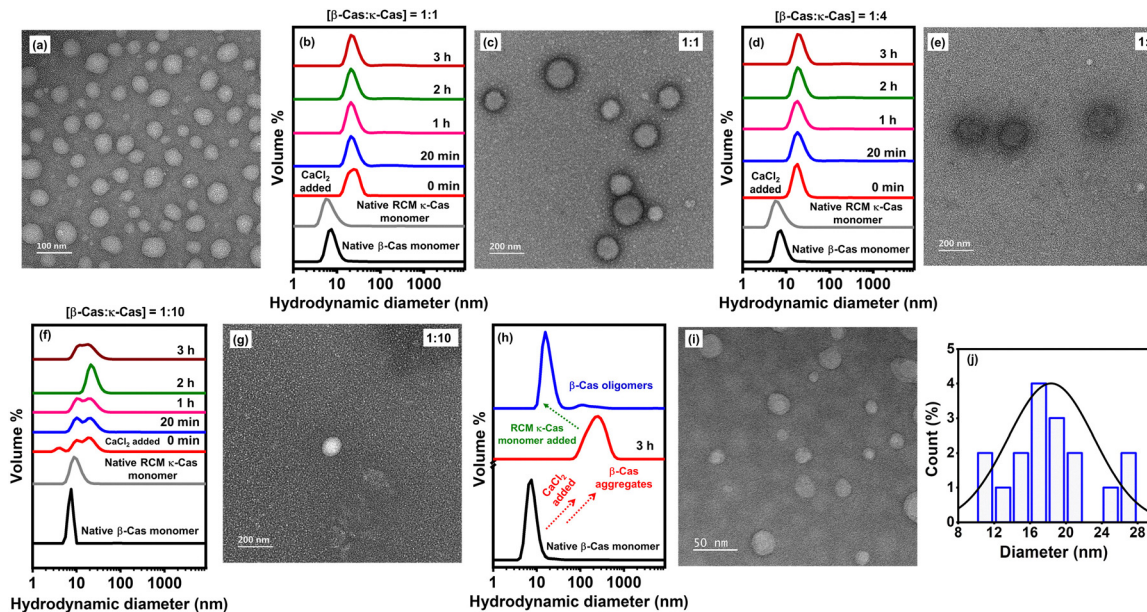 [β-Cas:κ-Cas] = 1:1
[β-Cas:κ-Cas] = 1:4
(a)
100 nm
(b)
3 h
2 h
1 h
20 min
CaCl₂
added
0 min
Native RCM κ-Cas
monomer
Native β-Cas monomer
Volume %
1 10 100 1000
Hydrodynamic diameter (nm)
(c)
1:1
200 nm
(d)
3 h
2 h
1 h
20 min
CaCl₂
added
0 min
Native RCM κ-Cas
monomer
Native β-Cas monomer
Volume %
1 10 100 1000
Hydrodynamic diameter (nm)
(e)
200 nm
[β-Cas:κ-Cas] = 1:10
(f)
3 h
2 h
1 h
20 min
CaCl₂ added 0 min
Native RCM κ-Cas
monomer
Native β-Cas monomer
Volume %
1 10 100 1000
Hydrodynamic diameter (nm)
(g)
1:10
200 nm
(h)
β-Cas oligomers
RCM κ-Cas
monomer added
3 h
CaCl₂
added
β-Cas
aggregates
Native β-Cas monomer
Volume %
1 10 100 1000
Hydrodynamic diameter (nm)
(i)
50 nm
(j)
5
4
3
2
1
0
Count (%)
8 12 16 20 24 28
Diameter (nm)